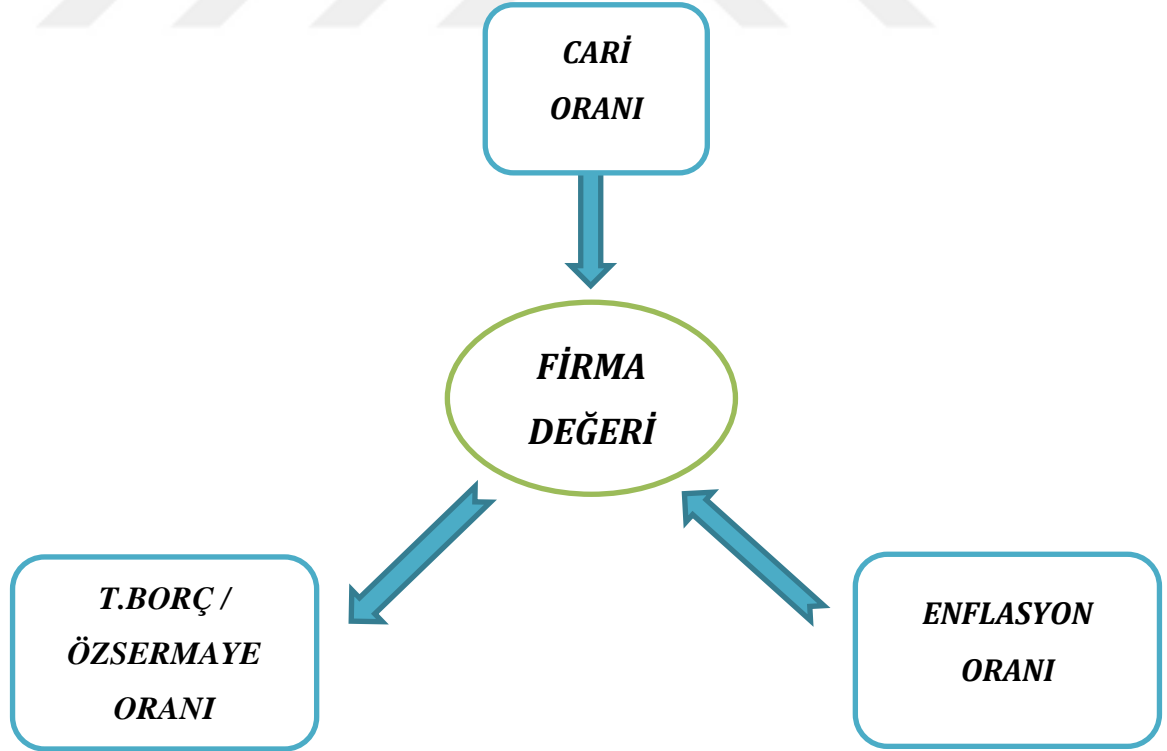 CARİ
ORANI
FİRMA
DEĞERİ
T.BORÇ /
ÖZSERMAYE
ORANI
ENFLASYON
ORANI